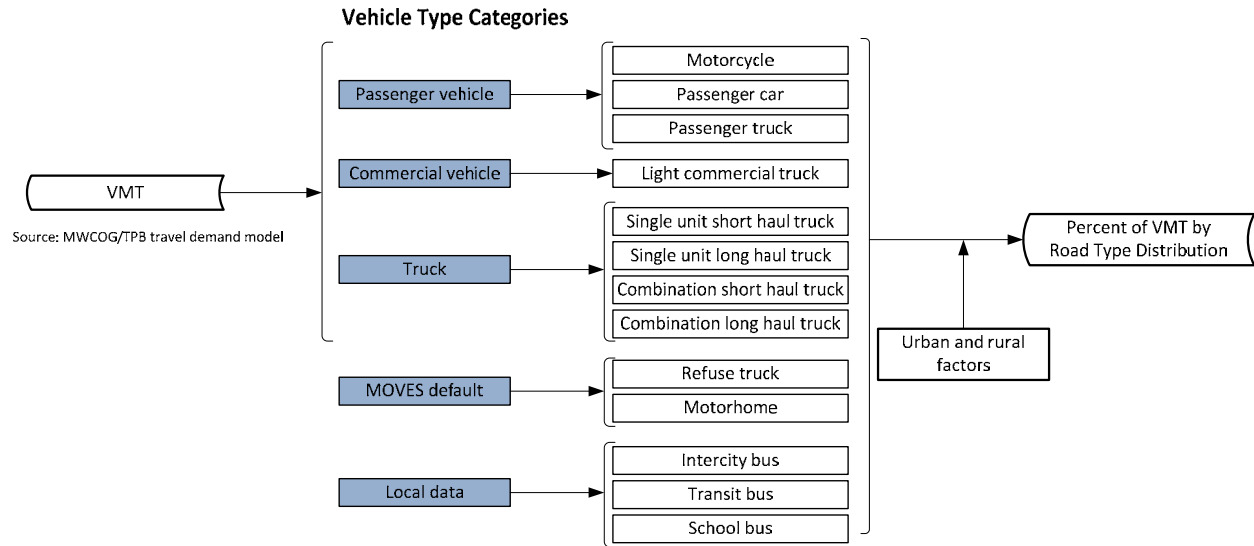 Vehicle Type Categories
VMT
Source: MWCOG/TPB travel demand model
Passenger vehicle
Motorcycle
Passenger car
Passenger truck
Commercial vehicle
Light commercial truck
Truck
Single unit short haul truck
Single unit long haul truck
Combination short haul truck
Combination long haul truck
MOVES default
Refuse truck
Motorhome
Local data
Intercity bus
Transit bus
School bus
Urban and rural
factors
Percent of VMT by
Road Type Distribution